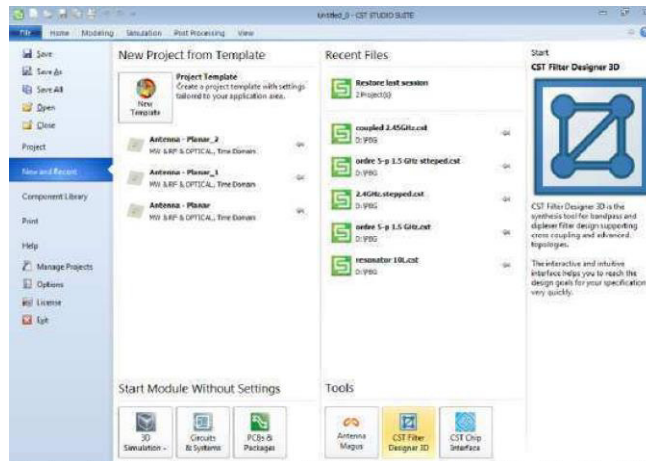 Untitled_0 - CST STUDIO SUITE
File Home Modeling Simulation Post Processing View
Save
Save As
Save All
Open
Close
Project
New and Recent
Component Library
Print
Help
Manage Projects
Options
License
Exit
New Project from Template
New Template
Project Template
Create a project template with settings
tailored to your application area.
Antenna - Planar_2
MW & RF & OPTICAL, Time Domain
Antenna - Planar_1
MW & RF & OPTICAL, Time Domain
Antenna - Planar
MW & RF & OPTICAL, Time Domain
Start Module Without Settings
3D
Simulation
Circuits
& Systems
PCBs &
Packages
Recent Files
Restore last session
2 Project(s)
coupled 2.45GHz.cst
D:\PBG
ordre 5-p 1.5 GHz stteped.cst
D:\PBG
2.4GHz.stepped.cst
D:\PBG
ordre 5-p 1.5 GHz.cst
D:\PBG
resonator 10L.cst
D:\PBG
Tools
Antenna
Magus
CST Filter
Designer 3D
CST Chip
Interface
Start
CST Filter Designer 3D
CST Filter Designer 3D is the
synthesis tool for bandpass and
diplexer filter design supporting
cross coupling and advanced
topologies.
The interactive and intuitive
interface helps you to reach the
design goals for your specification
very quickly.